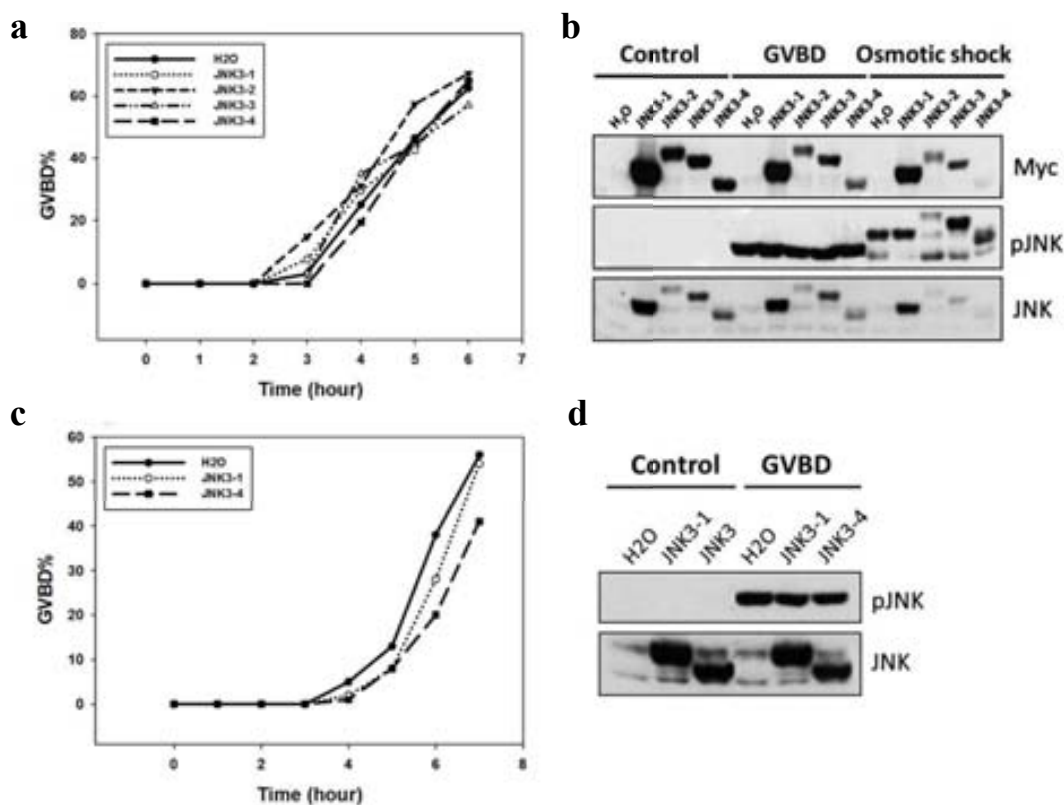 a
80
60
40
20
0
GVBD%
H2O
JNK3-1
JNK3-2
JNK3-3
JNK3-4
0 1 2 3 4 5 6 7
Time (hour)
b
Control GVBD Osmotic shock
H₂O JNK3-1 JNK3-2 JNK3-3 JNK3-4 H₂O JNK3-1 JNK3-2 JNK3-3 JNK3-4 H₂O JNK3-1 JNK3-2 JNK3-3 JNK3-4
Myc
pJNK
JNK
c
60
50
40
30
20
10
0
GVBD%
H2O
JNK3-1
JNK3-4
0 2 4 6 8
Time (hour)
d
Control GVBD
H2O JNK3-1 JNK3 H2O JNK3-1 JNK3-4
pJNK
JNK